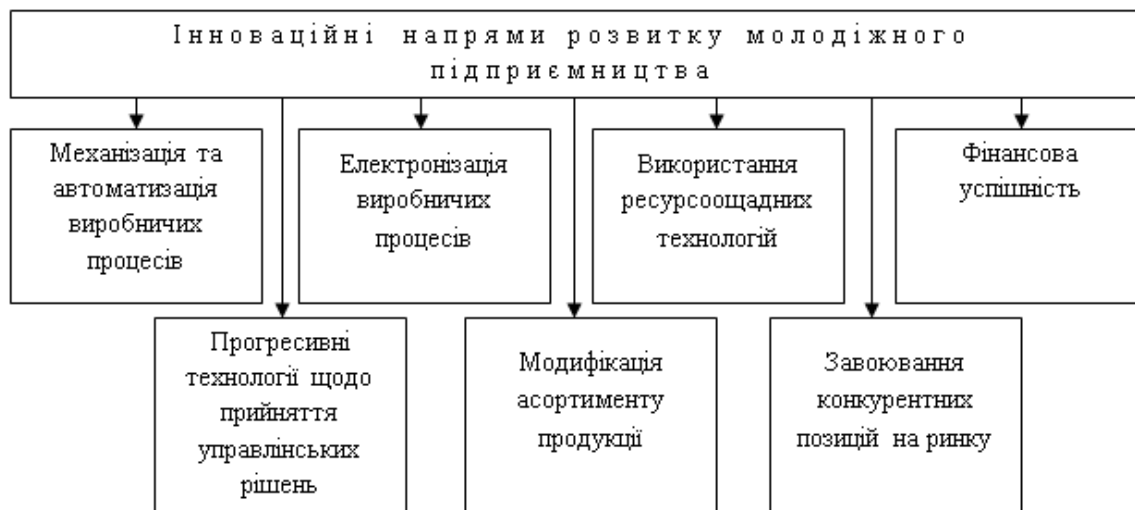 Інноваційні напрями розвитку молодіжного
підприємництва
Механізація та
автоматизація
виробничих
процесів
Електронізація
виробничих
процесів
Використання
ресурсоощадних
технологій
Фінансова
успішність
Прогресивні
технології щодо
прийняття
управлінських
рішень
Модифікація
асортименту
продукції
Завоювання
конкурентних
позицій на ринку